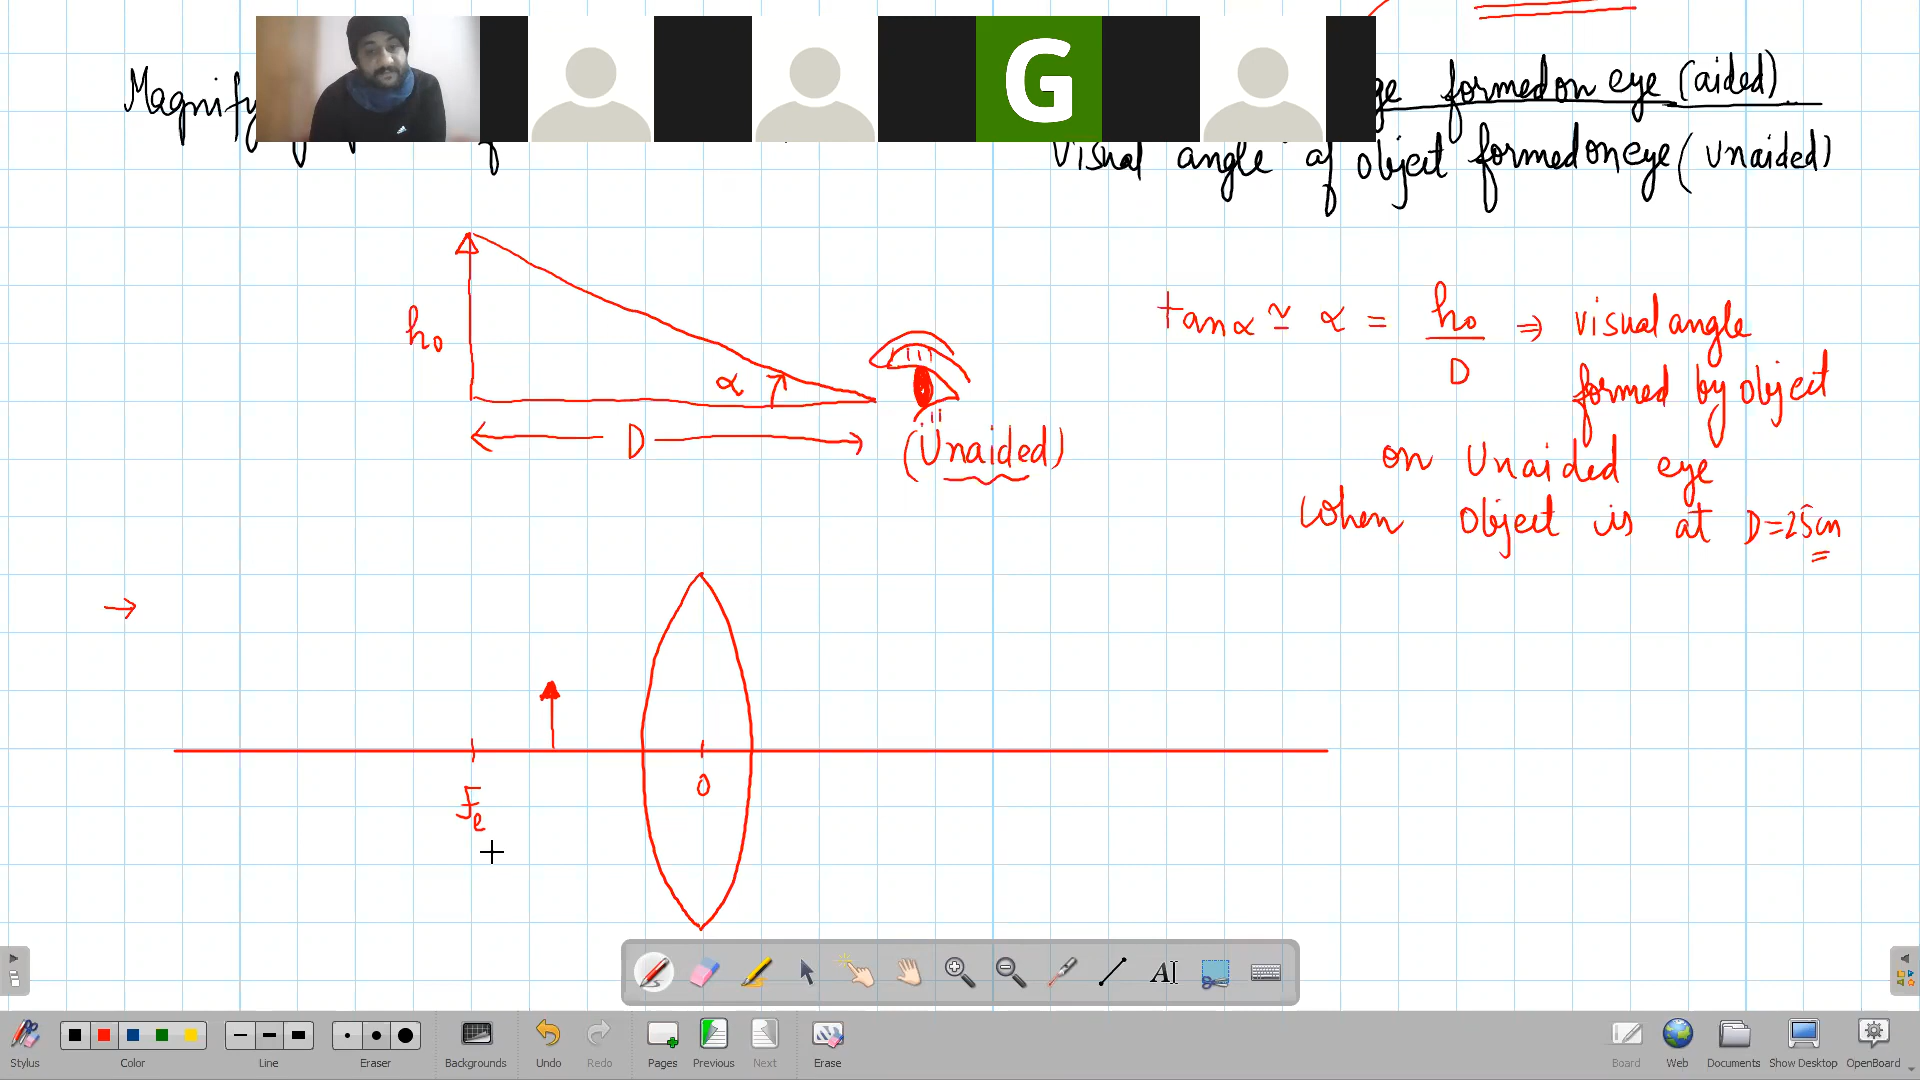 G
ge formed on eye (aided)
Magnify
Visual angle of object formed on eye (Unaided)
h₀
α
D
(Unaided)
tanα ≃ α = h₀ ⇒ visual angle
D
formed by object
on Unaided eye
when object is at D=25cm
→
O
Fe
AI
Stylus Color Line Eraser Backgrounds Undo Redo Pages Previous Next Erase Board Web Documents Show Desktop OpenBoard